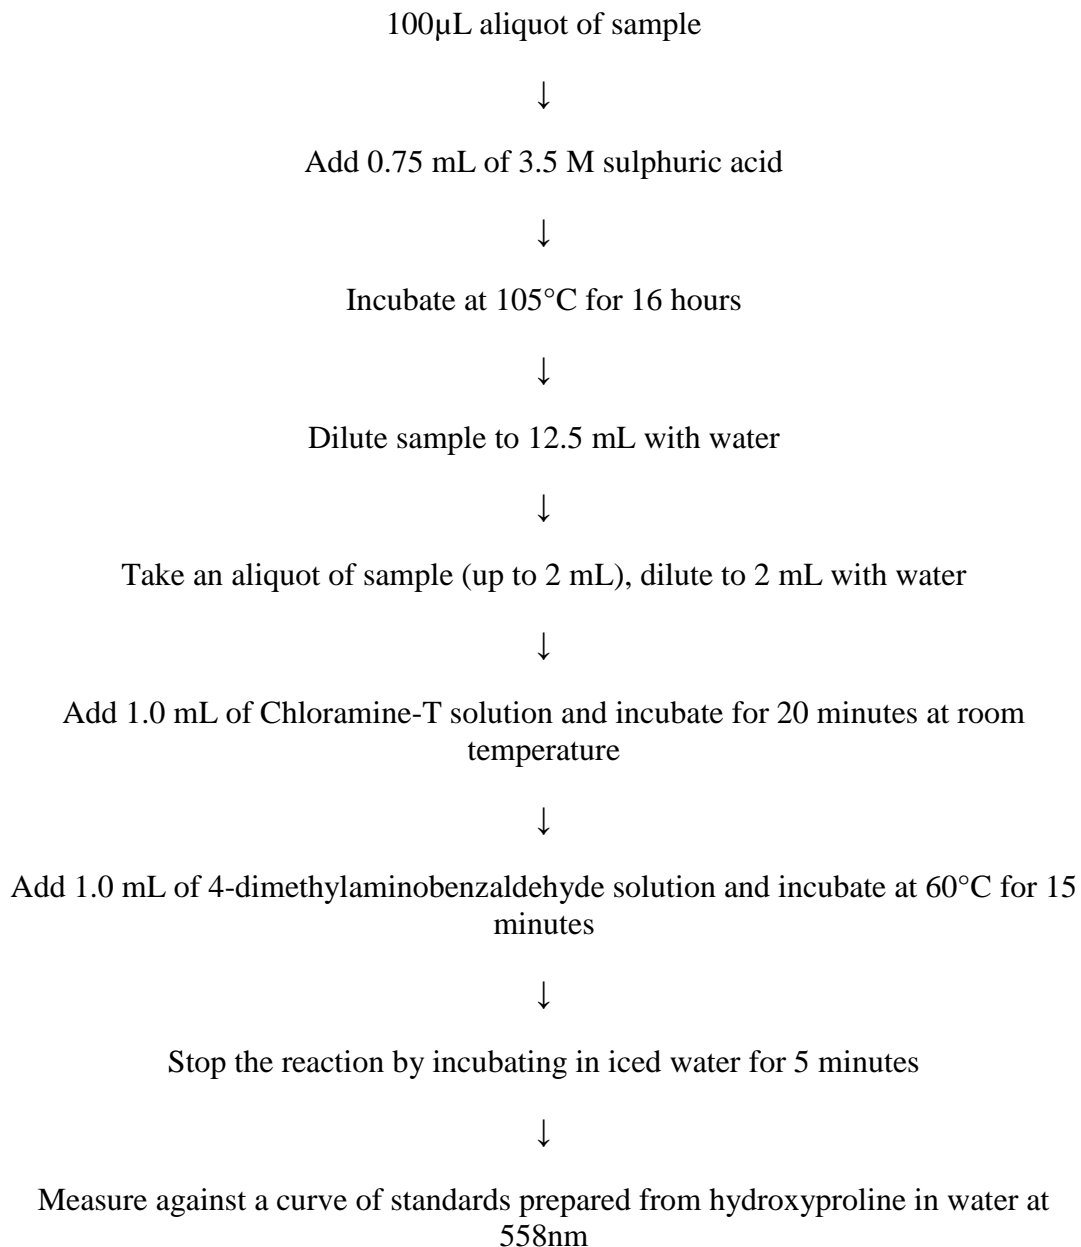 100µL aliquot of sample
↓
Add 0.75 mL of 3.5 M sulphuric acid
↓
Incubate at 105°C for 16 hours
↓
Dilute sample to 12.5 mL with water
↓
Take an aliquot of sample (up to 2 mL), dilute to 2 mL with water
↓
Add 1.0 mL of Chloramine-T solution and incubate for 20 minutes at room
temperature
↓
Add 1.0 mL of 4-dimethylaminobenzaldehyde solution and incubate at 60°C for 15
minutes
↓
Stop the reaction by incubating in iced water for 5 minutes
↓
Measure against a curve of standards prepared from hydroxyproline in water at
558nm